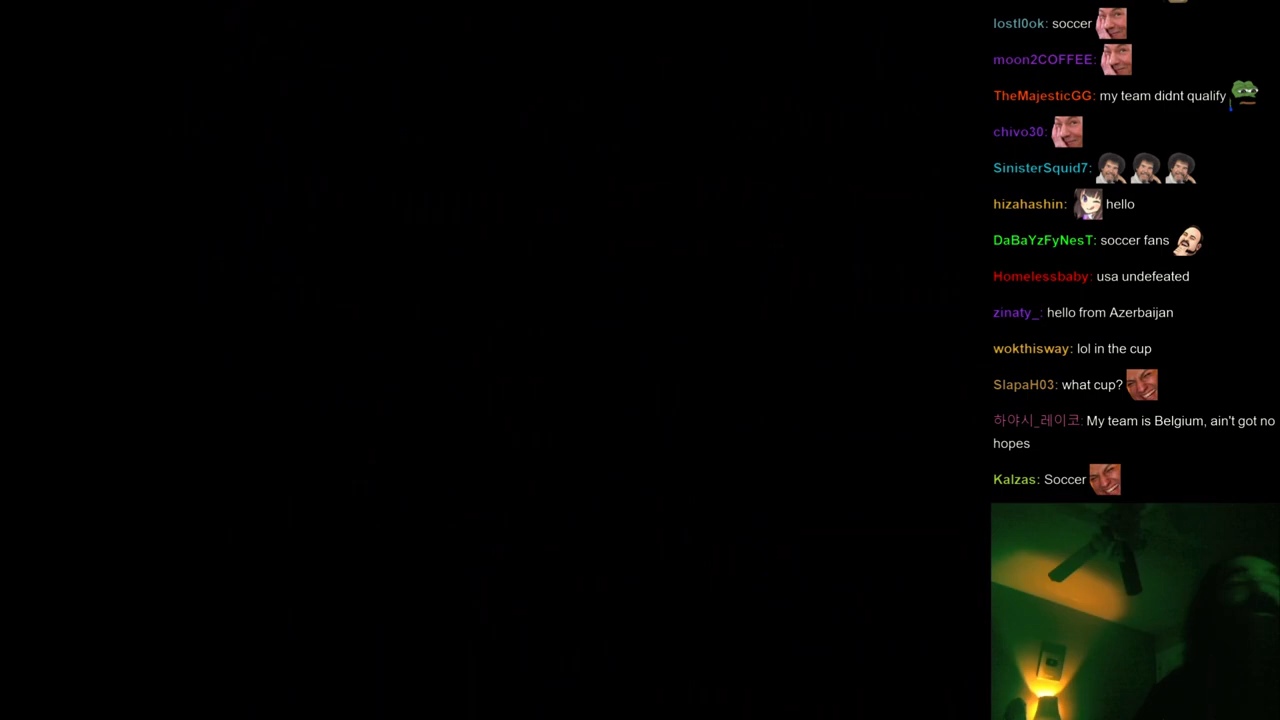 lostl0ok: soccer
moon2COFFEE:
TheMajesticGG: my team didnt qualify
chivo30:
SinisterSquid7:
hizahashin: hello
DaBaYzFyNesT: soccer fans
Homelessbaby: usa undefeated
zinaty_: hello from Azerbaijan
wokthisway: lol in the cup
SlapaH03: what cup?
하야시_레이코: My team is Belgium, ain't got no
hopes
Kalzas: Soccer